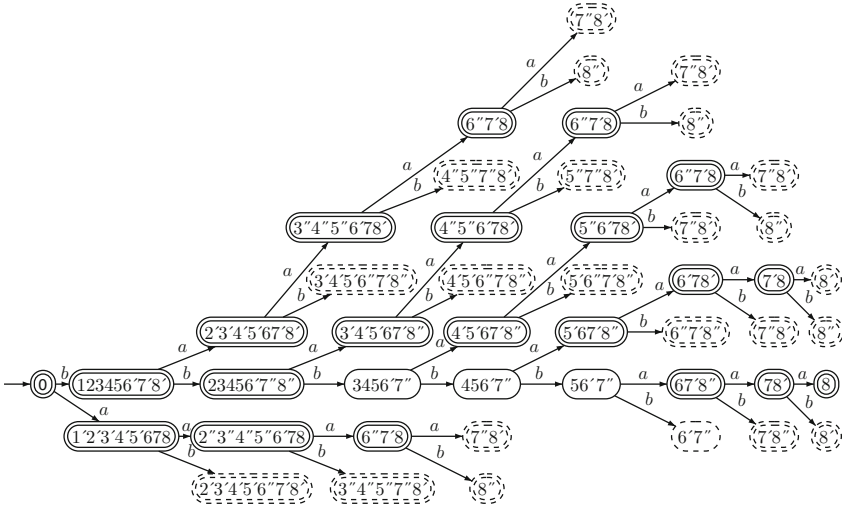 7″8′
a
b
8″
7″8′
a
6″7′8
6″7′8
b
8″
a
a
b
4″5″7″8′
b
5″7″8′
6″7′8
a
7″8′
b
3″4″5″6′78′
4″5″6′78′
5″6′78′
a
b
7″8′
8″
a
b
3′4′5′6″7′8″
a
b
4′5′6″7′8″
a
b
5′6″7″8″
6′78′
a
7′8
a
8′
2′3′4′5′67′8′
3′4′5′67′8″
4′5′67′8″
5′67′8″
a
b
6″7′8″
b
7″8′
b
8″
a
a
a
a
0
b
123456′7′8′
b
23456′7″8″
b
3456′7″
b
456′7″
b
56′7″
a
67′8″
a
78′
a
8
a
b
b
b
1′2′3′4′5′678
a
2″3″4″5″6′78
a
6″7′8
a
7″8′
6′7″
7′8″
8′
b
b
b
2′3′4′5′6″7′8′
3″4″5″7″8
8″